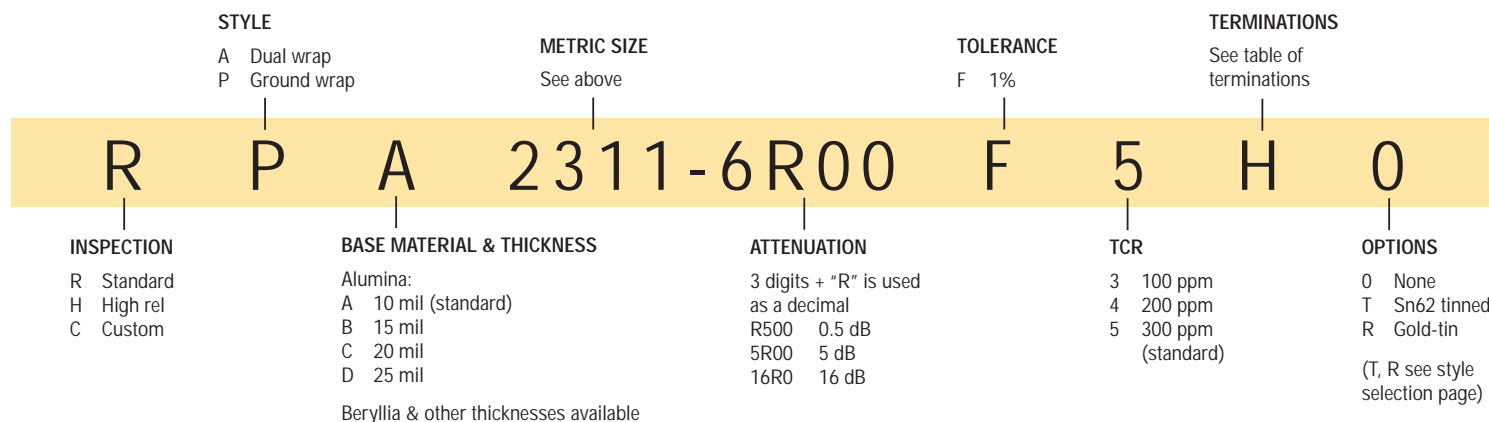 STYLE
A Dual wrap
P Ground wrap
METRIC SIZE
See above
TOLERANCE
F 1%
TERMINATIONS
See table of
terminations
R P A 2311-6R00 F 5 H 0
INSPECTION
R Standard
H High rel
C Custom
BASE MATERIAL & THICKNESS
Alumina:
A 10 mil (standard)
B 15 mil
C 20 mil
D 25 mil
Beryllia & other thicknesses available
ATTENUATION
3 digits + “R” is used
as a decimal
R500 0.5 dB
5R00 5 dB
16R0 16 dB
TCR
3 100 ppm
4 200 ppm
5 300 ppm
(standard)
OPTIONS
0 None
T Sn62 tinned
R Gold-tin
(T, R see style
selection page)